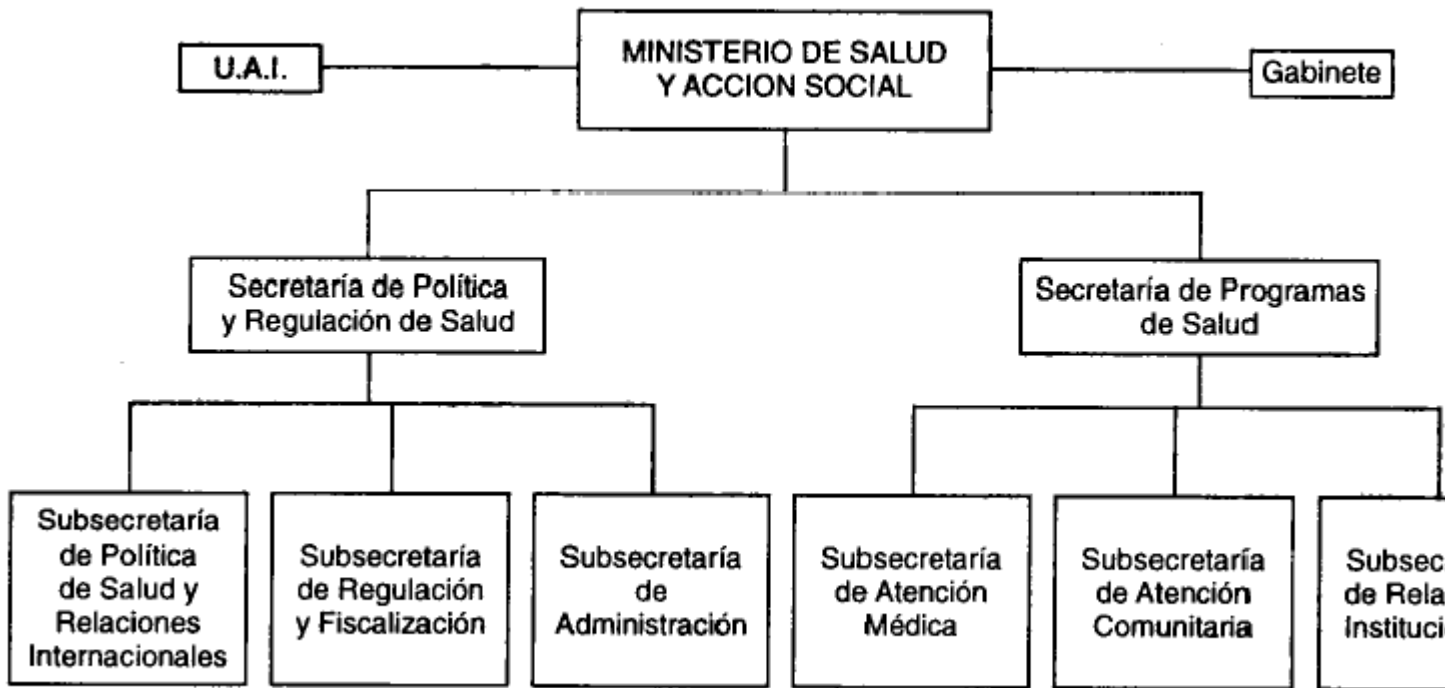 U.A.I.
MINISTERIO DE SALUD
Y ACCION SOCIAL
Gabinete
Secretaría de Política
y Regulación de Salud
Secretaría de Programas
de Salud
Subsecretaría
de Política
de Salud y
Relaciones
Internacionales
Subsecretaría
de Regulación
y Fiscalización
Subsecretaría
de
Administración
Subsecretaría
de Atención
Médica
Subsecretaría
de Atención
Comunitaria
de